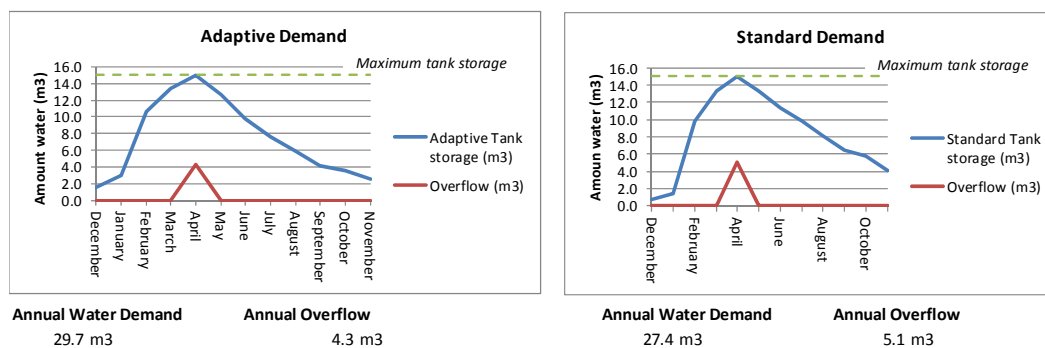 Adaptive Demand
Maximum tank storage
Amount water (m3)
16.0
14.0
12.0
10.0
8.0
6.0
4.0
2.0
0.0
December
January
February
March
April
May
June
July
August
September
October
November
Adaptive Tank
storage (m3)
Overflow (m3)
Annual Water Demand
Annual Overflow
29.7 m3
4.3 m3
Standard Demand
Maximum tank storage
Amoun water (m3)
16.0
14.0
12.0
10.0
8.0
6.0
4.0
2.0
0.0
December
February
April
June
August
October
Standard Tank
storage (m3)
Overflow (m3)
Annual Water Demand
Annual Overflow
27.4 m3
5.1 m3